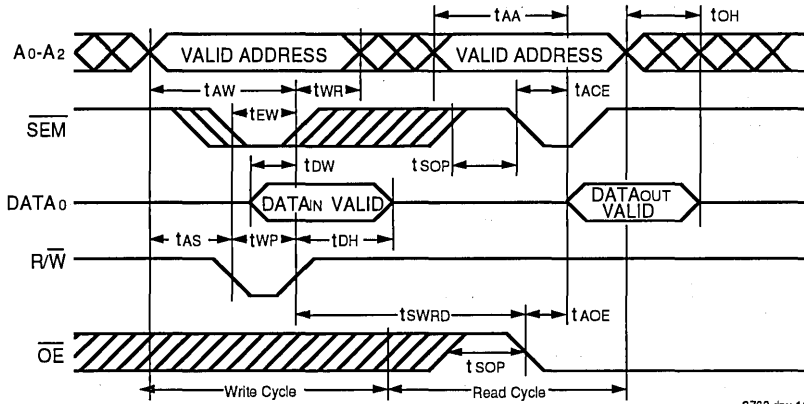 tAA
tOH
A0-A2
VALID ADDRESS
VALID ADDRESS
tAW
tWR
tACE
tEW
SEM
tDW
tSOP
DATA0
DATAIN VALID
DATAOUT
VALID
tAS
tWP
tDH
R/W
tSWRD
tAOE
OE
tSOP
Write Cycle
Read Cycle